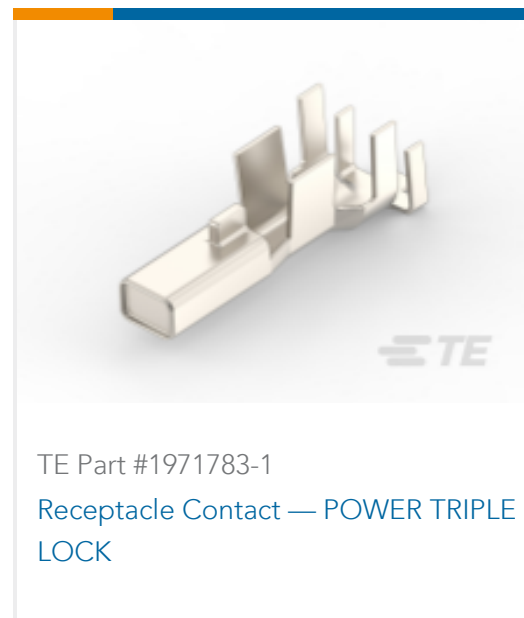 TE
TE Part #1971783-1
Receptacle Contact — POWER TRIPLE
LOCK